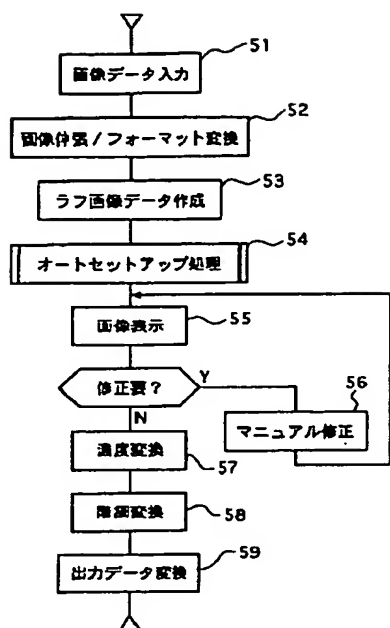 51
画像データ入力
52
画像伸張/フォーマット変換
53
ラフ画像データ作成
54
オートセットアップ処理
画像表示
55
修正要?
Y
N
56
マニュアル修正
濃度変換
57
階調変換
58
59
出力データ変換